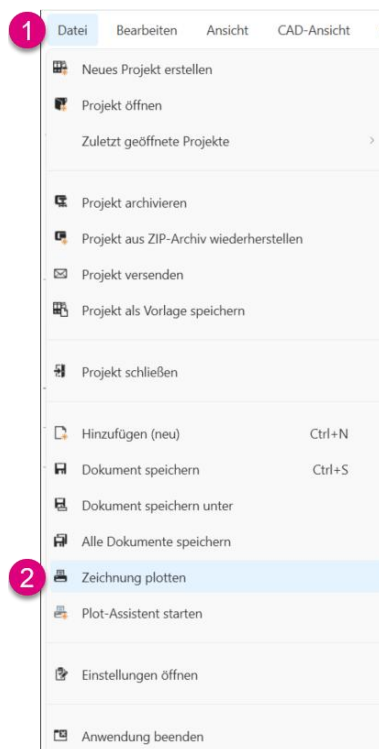 1
Datei Bearbeiten Ansicht CAD-Ansicht
Neues Projekt erstellen
Projekt öffnen
Zuletzt geöffnete Projekte
Projekt archivieren
Projekt aus ZIP-Archiv wiederherstellen
Projekt versenden
Projekt als Vorlage speichern
Projekt schließen
Hinzufügen (neu) Ctrl+N
Dokument speichern Ctrl+S
Dokument speichern unter
Alle Dokumente speichern
2 Zeichnung plotten
Plot-Assistent starten
Einstellungen öffnen
Anwendung beenden